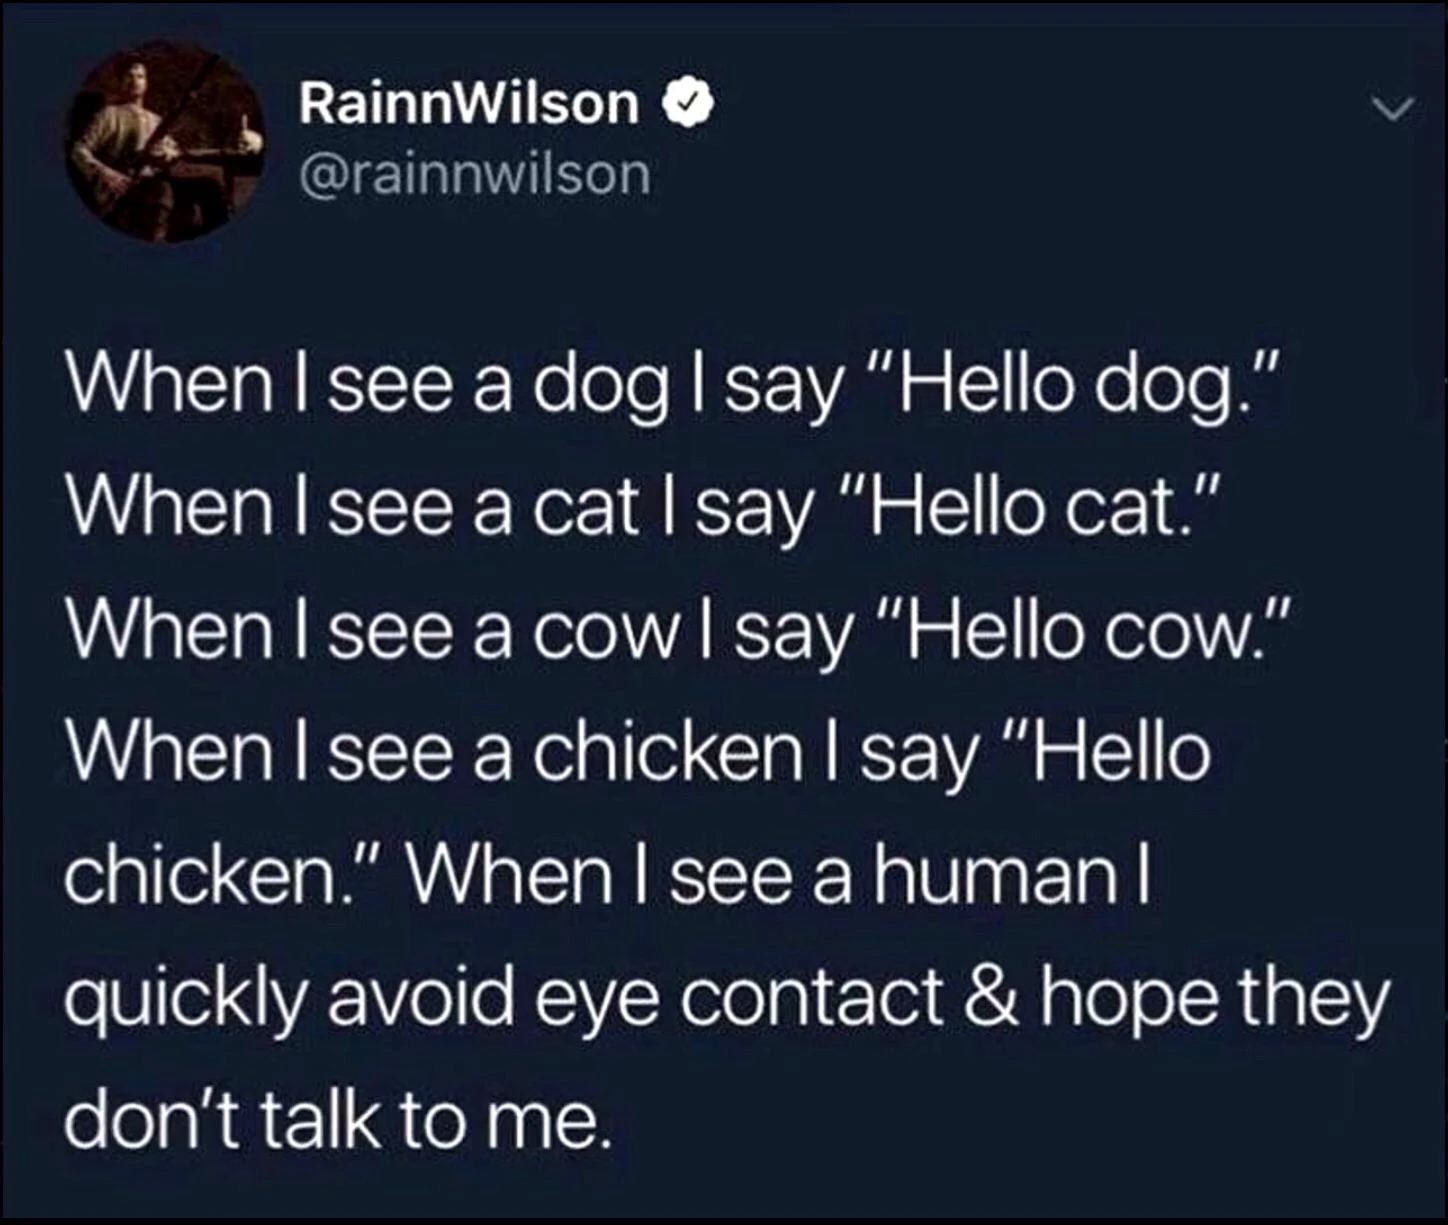 RainnWilson
@rainnwilson
When I see a dog I say “Hello dog.”
When I see a cat I say “Hello cat.”
When I see a cow I say “Hello cow.”
When I see a chicken I say “Hello
chicken.” When I see a human I
quickly avoid eye contact & hope they
don’t talk to me.